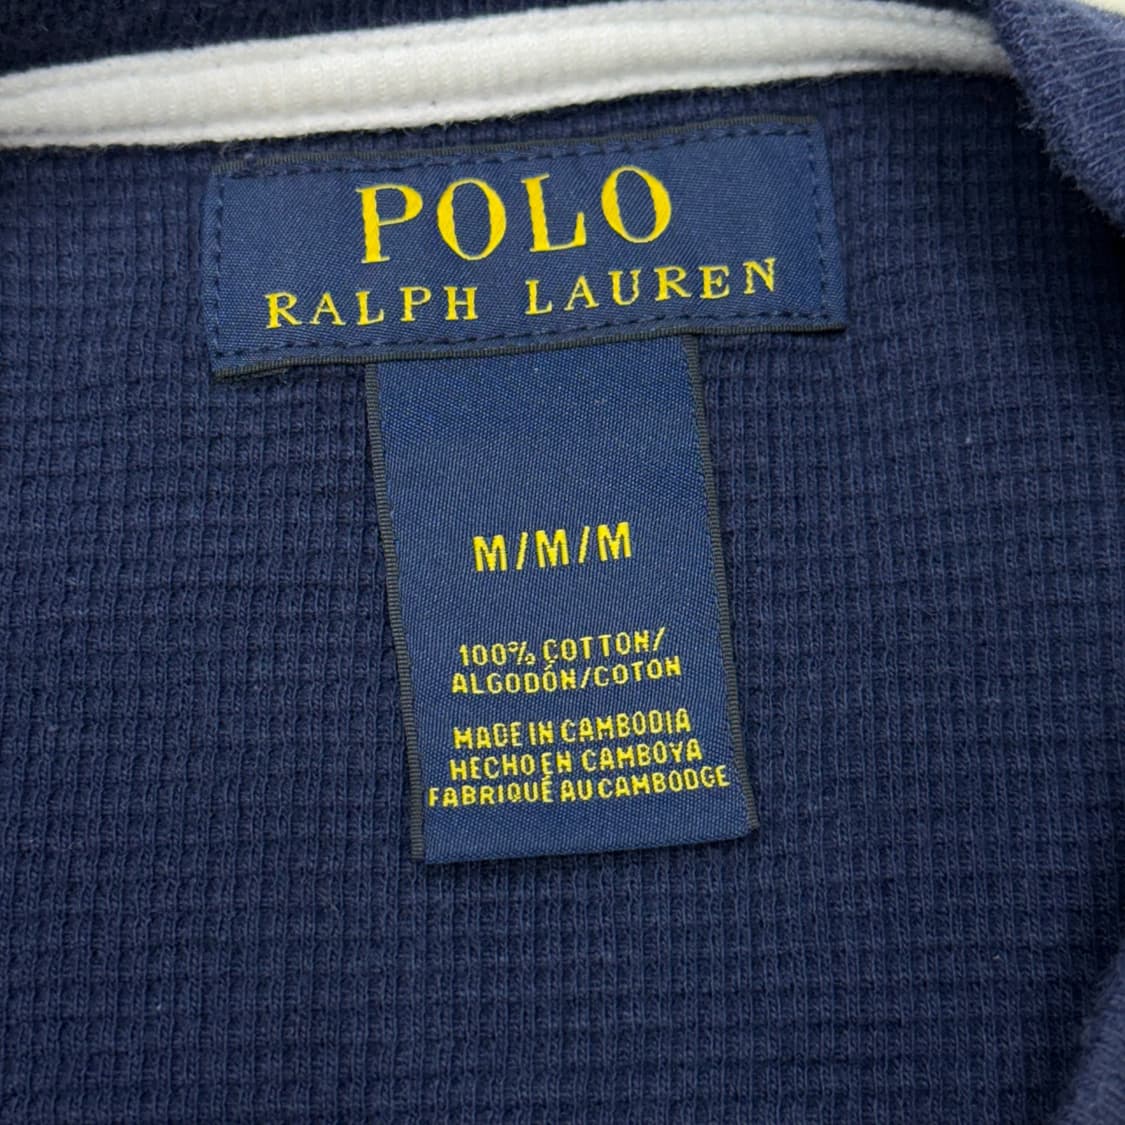 POLO
RALPH LAUREN
M/M/M
100% COTTON/
ALGODÓN/COTON
MADE IN CAMBODIA
HECHO EN CAMBOYA
FABRIQUÉ AU CAMBODGE